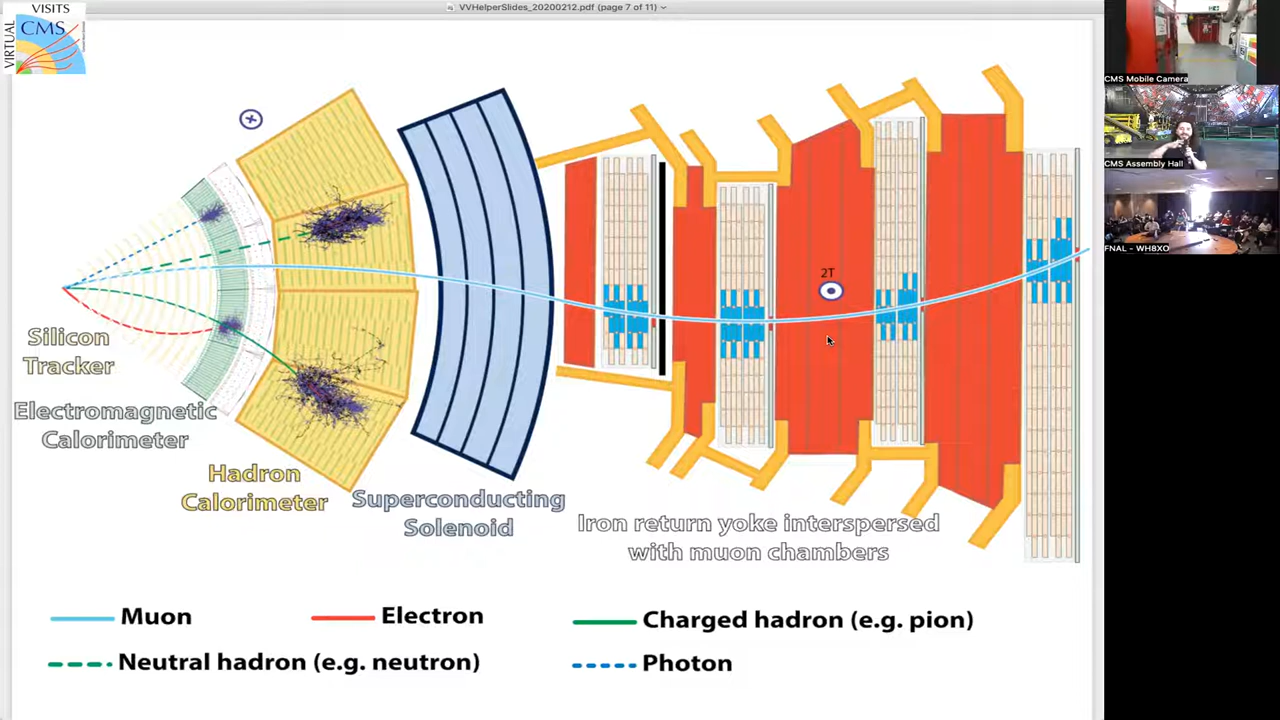 VVHelperSlides_20200212.pdf (page 7 of 11)
VISITS
VIRTUAL
CMS
2T
Silicon
Tracker
Electromagnetic
Calorimeter
Hadron
Calorimeter
Superconducting
Solenoid
Iron return yoke interspersed
with muon chambers
Muon
Electron
Charged hadron (e.g. pion)
Neutral hadron (e.g. neutron)
Photon
CMS Mobile Camera
CMS Assembly Hall
FNAL - WH8XO